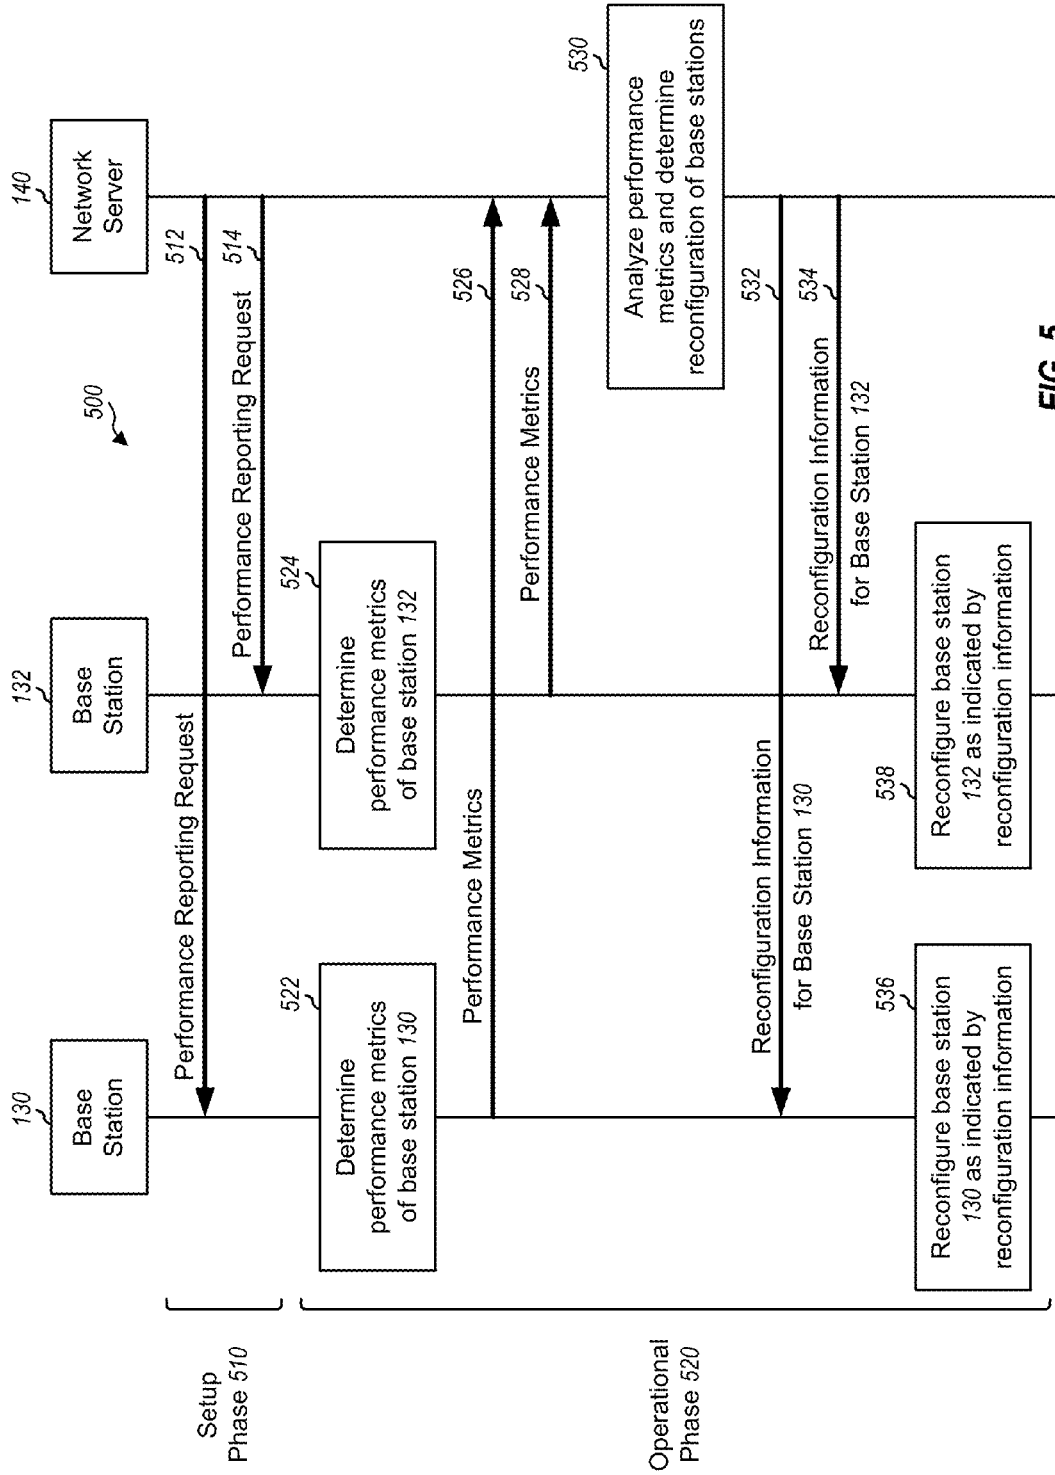 500
130
Base
Station
132
Base
Station
140
Network
Server
Setup
Phase 510
Performance Reporting Request
512
Performance Reporting Request
514
Operational
Phase 520
522
Determine
performance metrics
of base station 130
524
Determine
performance metrics
of base station 132
Performance Metrics
526
Performance Metrics
528
530
Analyze performance
metrics and determine
reconfiguration of base stations
Reconfiguration Information
for Base Station 130
532
Reconfiguration Information
for Base Station 132
534
536
Reconfigure base station
130 as indicated by
reconfiguration information
538
Reconfigure base station
132 as indicated by
reconfiguration information
FIG. 5